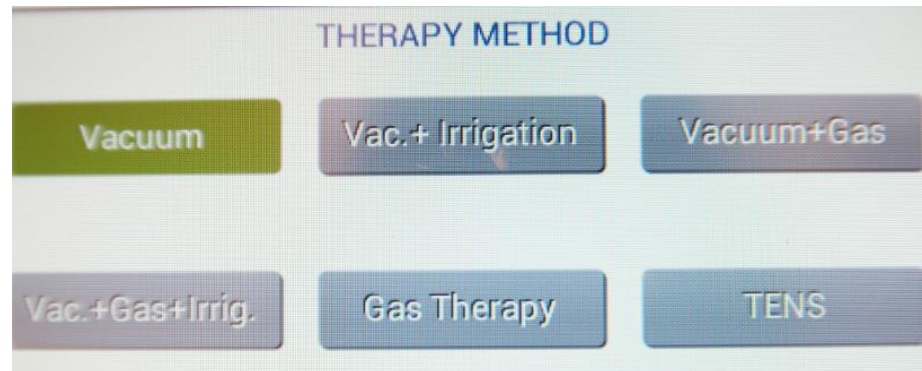 THERAPY METHOD
Vacuum
Vac.+ Irrigation
Vacuum+Gas
Vac.+Gas+Irrig.
Gas Therapy
TENS